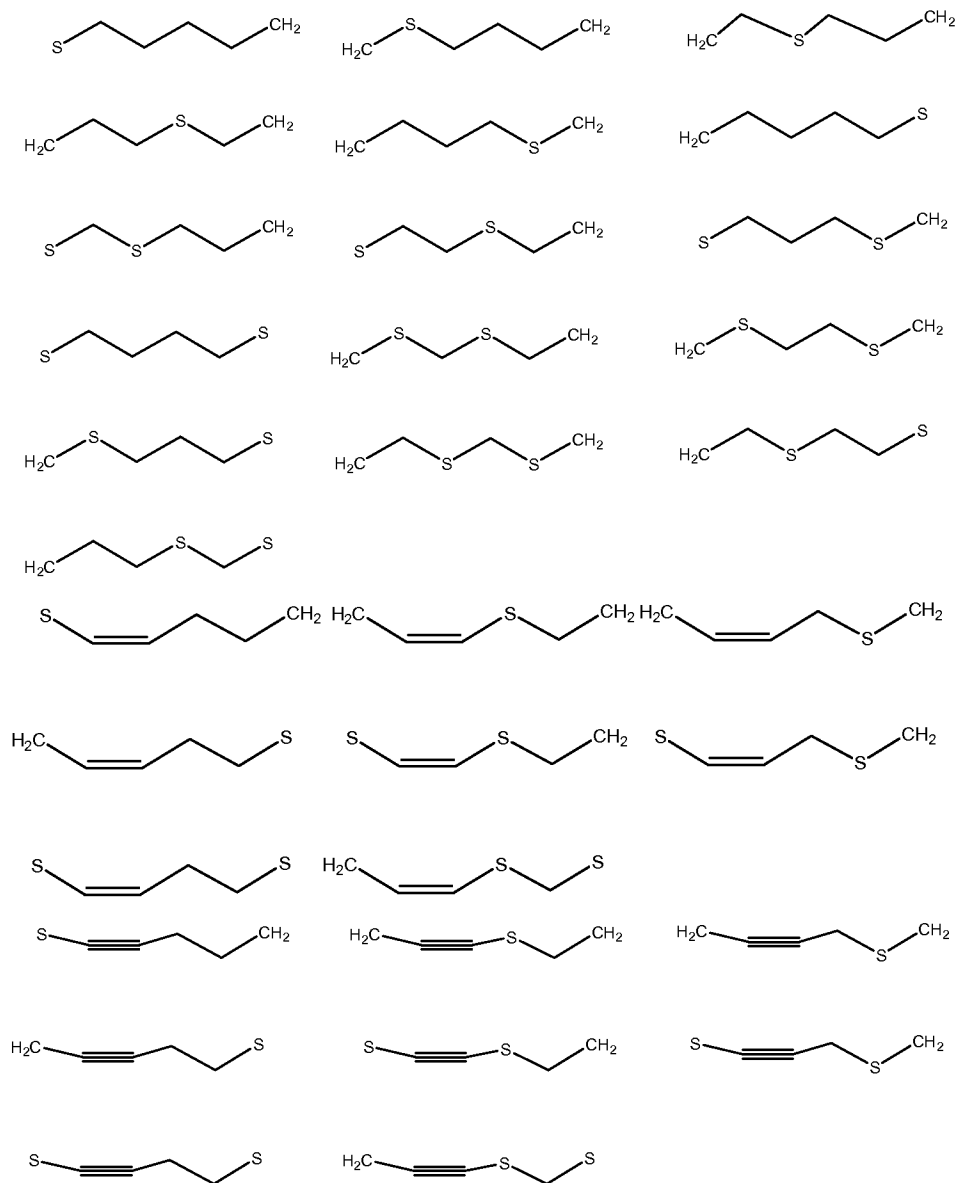 S CH₂ H₂C S CH₂ H₂C S CH₂
H₂C S CH₂ H₂C S CH₂ H₂C S
S S CH₂ S S CH₂ S S CH₂
S S H₂C S S CH₂ H₂C S S CH₂
H₂C S S H₂C S S CH₂ H₂C S S
H₂C S S
S CH₂ H₂C S CH₂ H₂C S CH₂
H₂C S S S CH₂ S S CH₂
S S H₂C S S
S CH₂ H₂C S CH₂ H₂C S CH₂
H₂C S S S CH₂ S S CH₂
S S H₂C S S